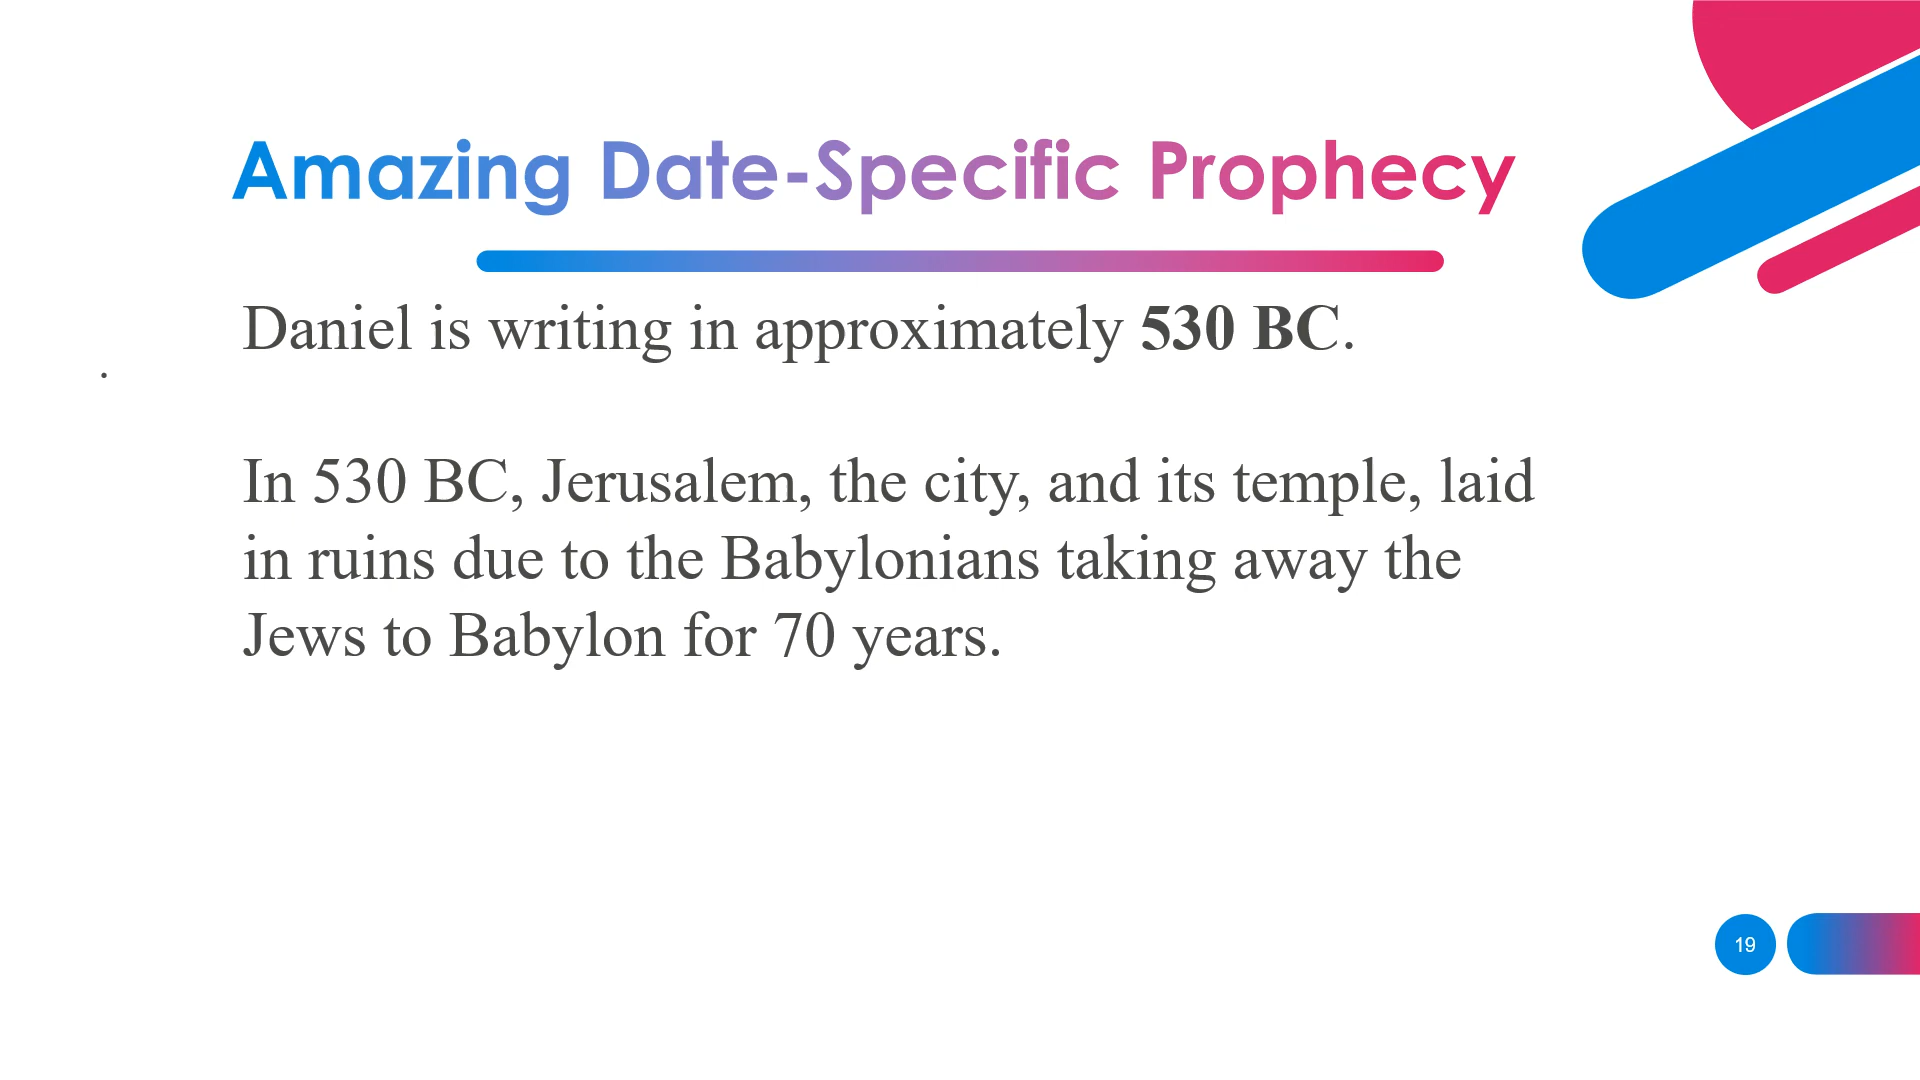 Amazing Date-Specific Prophecy
Daniel is writing in approximately 530 BC.
.
In 530 BC, Jerusalem, the city, and its temple, laid
in ruins due to the Babylonians taking away the
Jews to Babylon for 70 years.
19